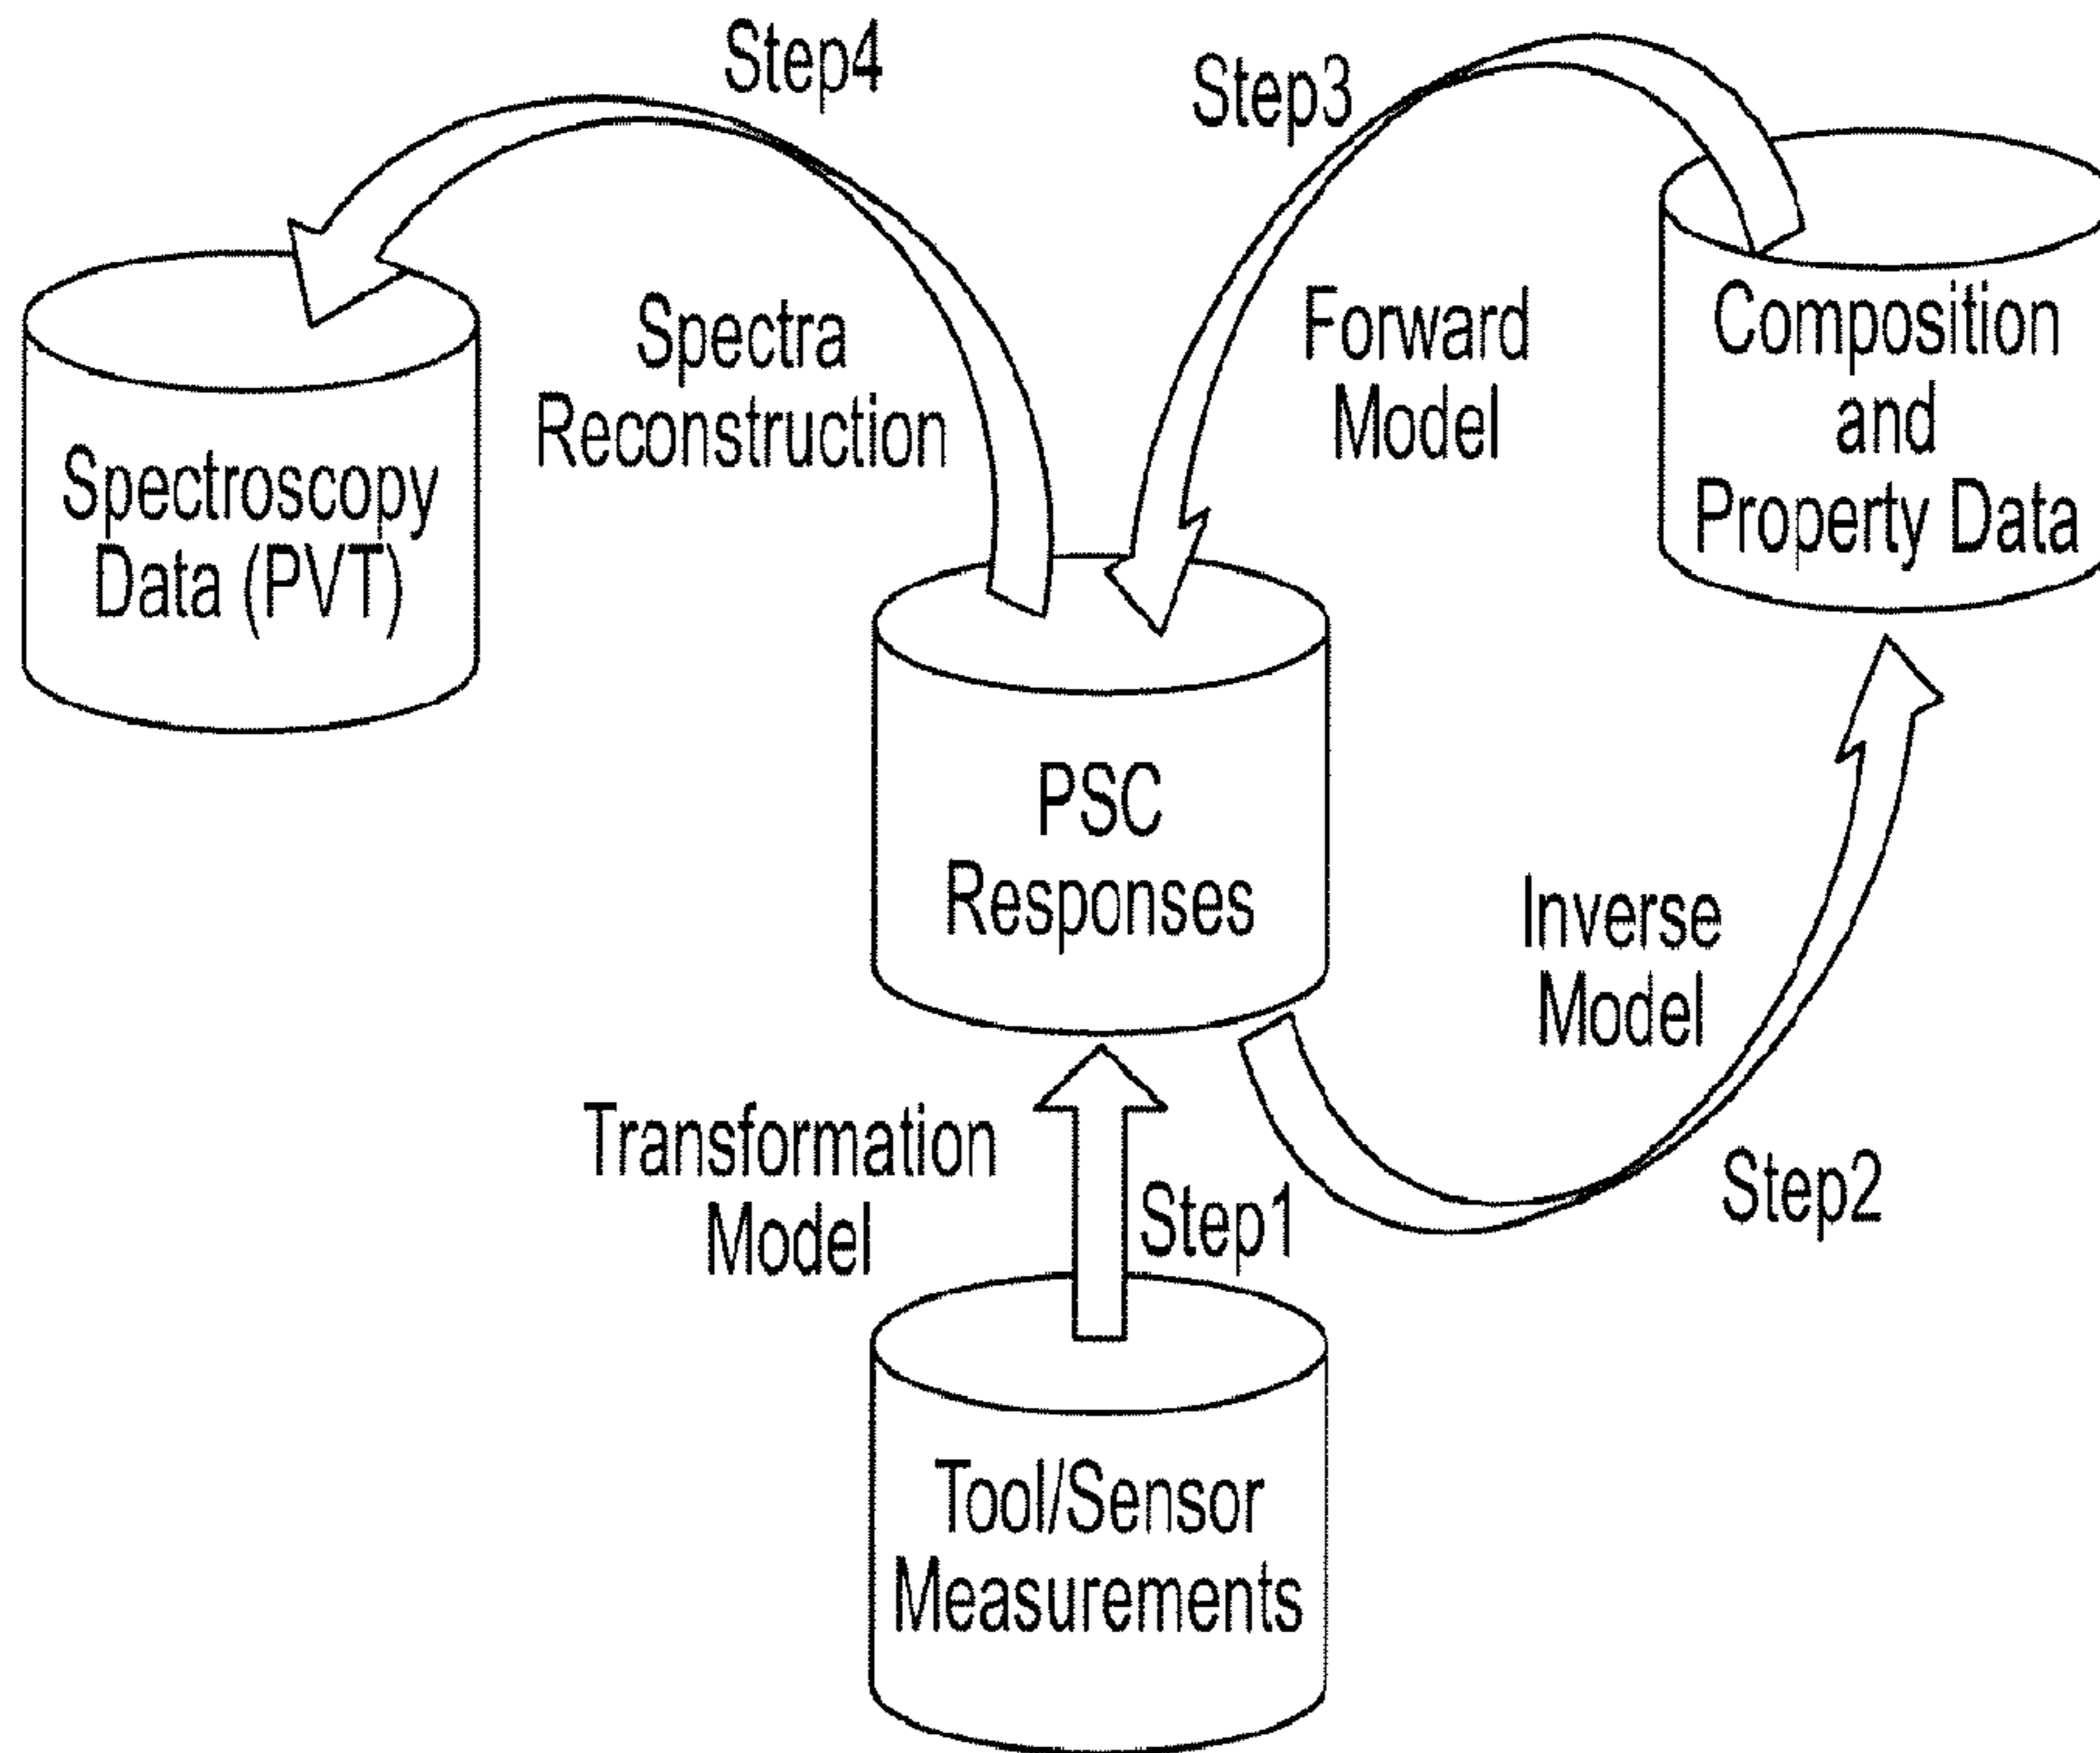 Step4
Step3
Spectra
Reconstruction
Forward
Model
Composition
and
Property Data
Spectroscopy
Data (PVT)
PSC
Responses
Inverse
Model
Transformation
Model
Step1
Step2
Tool/Sensor
Measurements